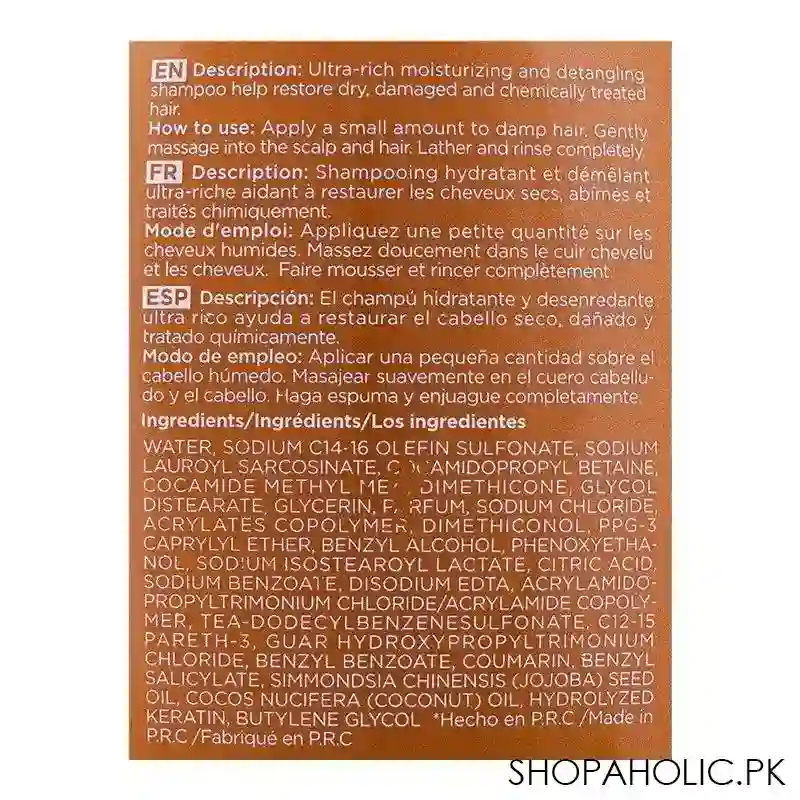 EN Description: Ultra-rich moisturizing and detangling
shampoo help restore dry, damaged and chemically treated
hair.
How to use: Apply a small amount to damp hair. Gently
massage into the scalp and hair. Lather and rinse completely.
FR Description: Shampooing hydratant et démêlant
ultra-riche aidant à restaurer les cheveux secs, abîmés et
traités chimiquement.
Mode d'emploi: Appliquez une petite quantité sur les
cheveux humides. Massez doucement dans le cuir chevelu
et les cheveux. Faire mousser et rincer complètement
ESP Descripción: El champú hidratante y desenredante
ultra rico ayuda a restaurar el cabello seco, dañado y
tratado químicamente.
Modo de empleo: Aplicar una pequeña cantidad sobre el
cabello húmedo. Masajear suavemente en el cuero cabellu-
do y el cabello. Haga espuma y enjuague completamente.
Ingredients/Ingrédients/Los ingredientes
WATER, SODIUM C14-16 OLEFIN SULFONATE, SODIUM
LAUROYL SARCOSINATE, COCAMIDOPROPYL BETAINE,
COCAMIDE METHYL DIMETHICONE, GLYCOL
DISTEARATE, GLYCERIN, PARFUM, SODIUM CHLORIDE,
ACRYLATES COPOLYMER, DIMETHICONOL, PPG-3
CAPRYLYL ETHER, BENZYL ALCOHOL, PHENOXYETHA-
NOL, SODIUM ISOSTEAROYL LACTATE, CITRIC ACID,
SODIUM BENZOATE, DISODIUM EDTA, ACRYLAMIDO-
PROPYLTRIMONIUM CHLORIDE/ACRYLAMIDE COPOLY-
MER, TEA-DODECYLBENZENESULFONATE, C12-15
PARETH-3, GUAR HYDROXYPROPYLTRIMONIUM
CHLORIDE, BENZYL BENZOATE, COUMARIN, BENZYL
SALICYLATE, SIMMONDSIA CHINENSIS (JOJOBA) SEED
OIL, COCOS NUCIFERA (COCONUT) OIL, HYDROLYZED
KERATIN, BUTYLENE GLYCOL *Hecho en P.R.C /Made in
P.R.C /Fabriqué en P.R.C
SHOPAHOLIC.PK